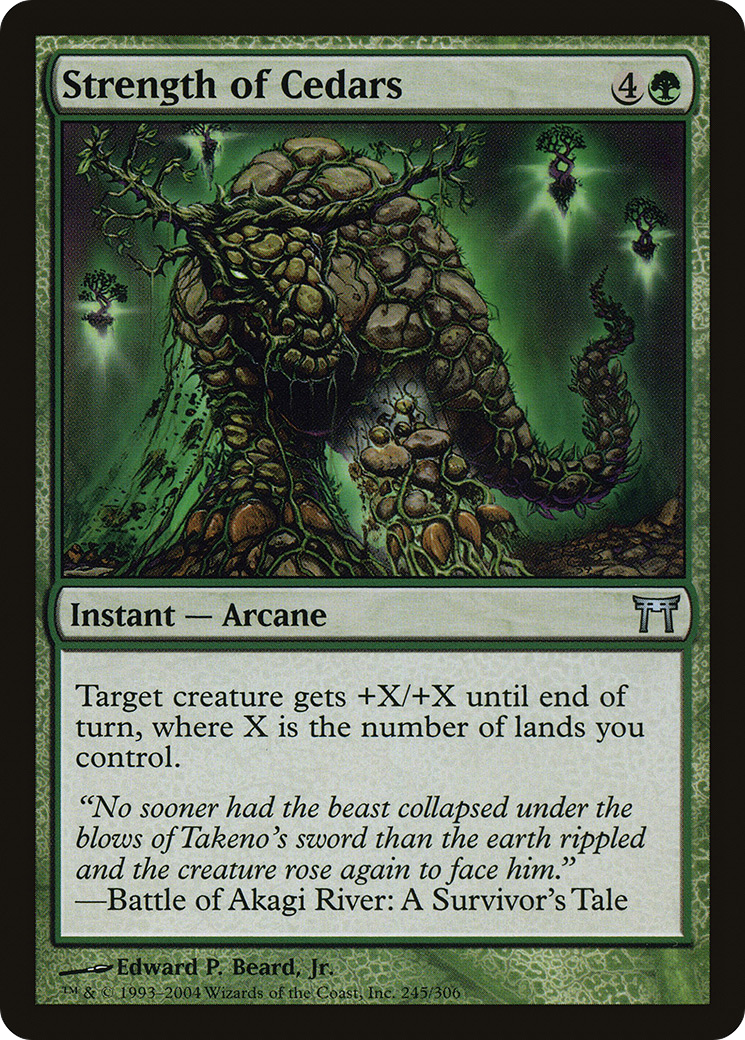 Strength of Cedars 4
Instant — Arcane
Target creature gets +X/+X until end of
turn, where X is the number of lands you
control.
“No sooner had the beast collapsed under the
blows of Takeno’s sword than the earth rippled
and the creature rose again to face him.”
—Battle of Akagi River: A Survivor’s Tale
Edward P. Beard, Jr.
™ & © 1993–2004 Wizards of the Coast, Inc. 245/306